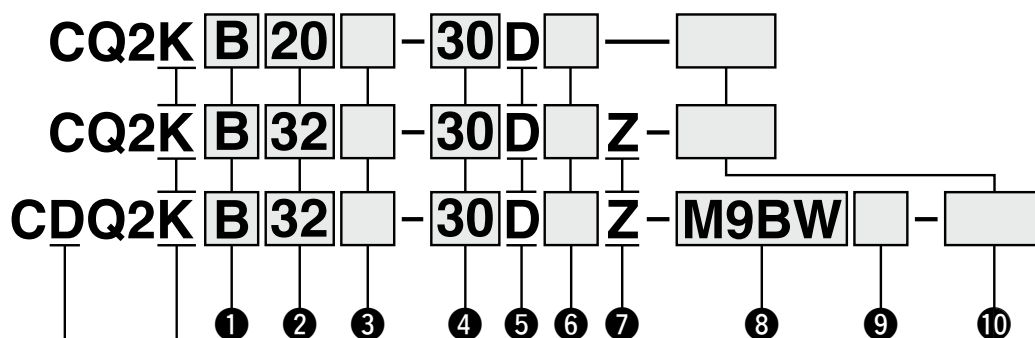 CQ2K B 20 - 30 D —
CQ2K B 32 - 30 D Z -
CDQ2K B 32 - 30 D Z - M9BW -
❶ ❷ ❸ ❹ ❺ ❻ ❼ ❽ ❾ ❿